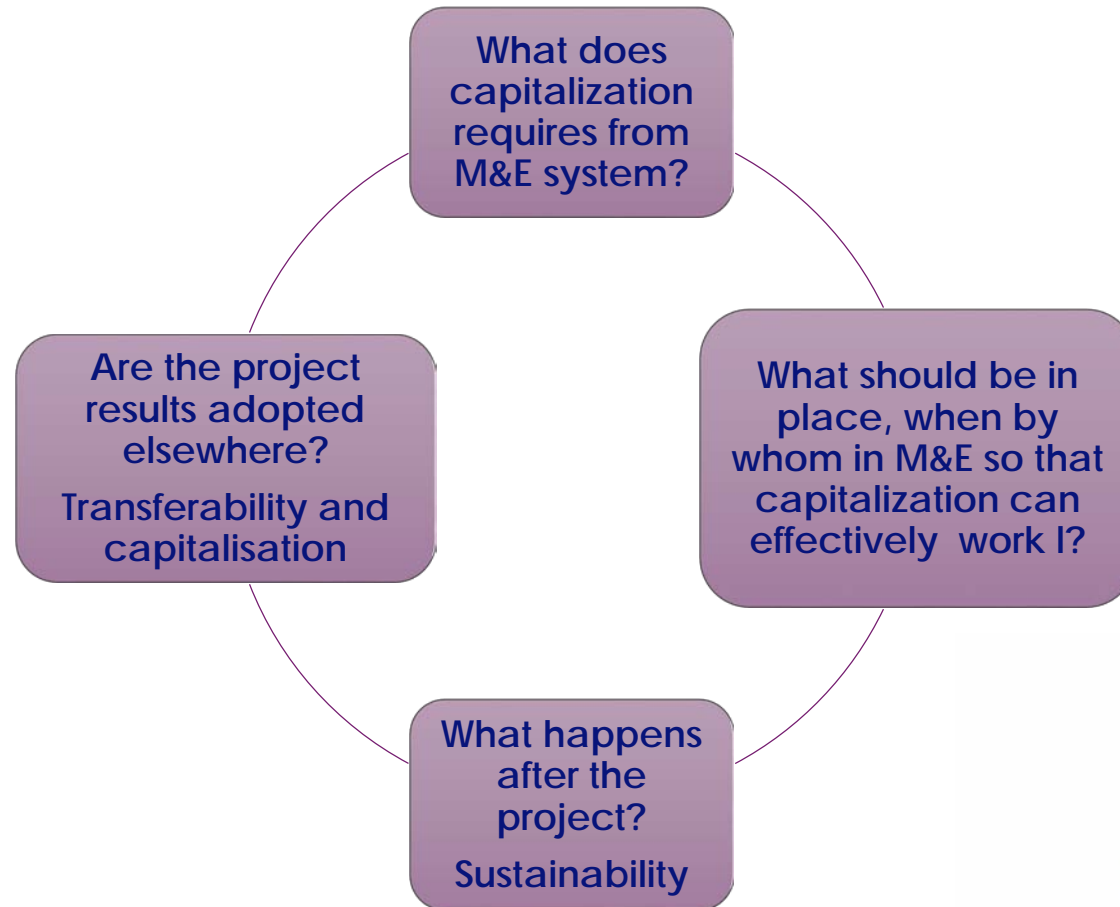 What does
capitalization
requires from
M&E system?
What should be in
place, when by
whom in M&E so that
capitalization can
effectively work I?
What happens
after the
project?
Sustainability
Are the project
results adopted
elsewhere?
Transferability and
capitalisation